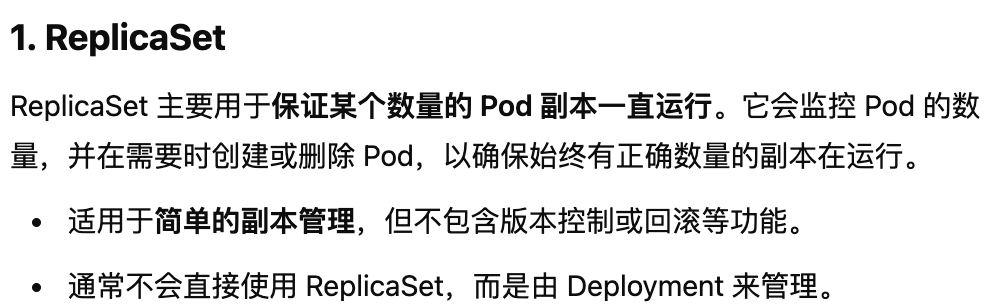 1. ReplicaSet
ReplicaSet 主要用于保证某个数量的 Pod 副本一直运行。它会监控 Pod 的数
量，并在需要时创建或删除 Pod，以确保始终有正确数量的副本在运行。
• 适用于简单的副本管理，但不包含版本控制或回滚等功能。
• 通常不会直接使用 ReplicaSet，而是由 Deployment 来管理。